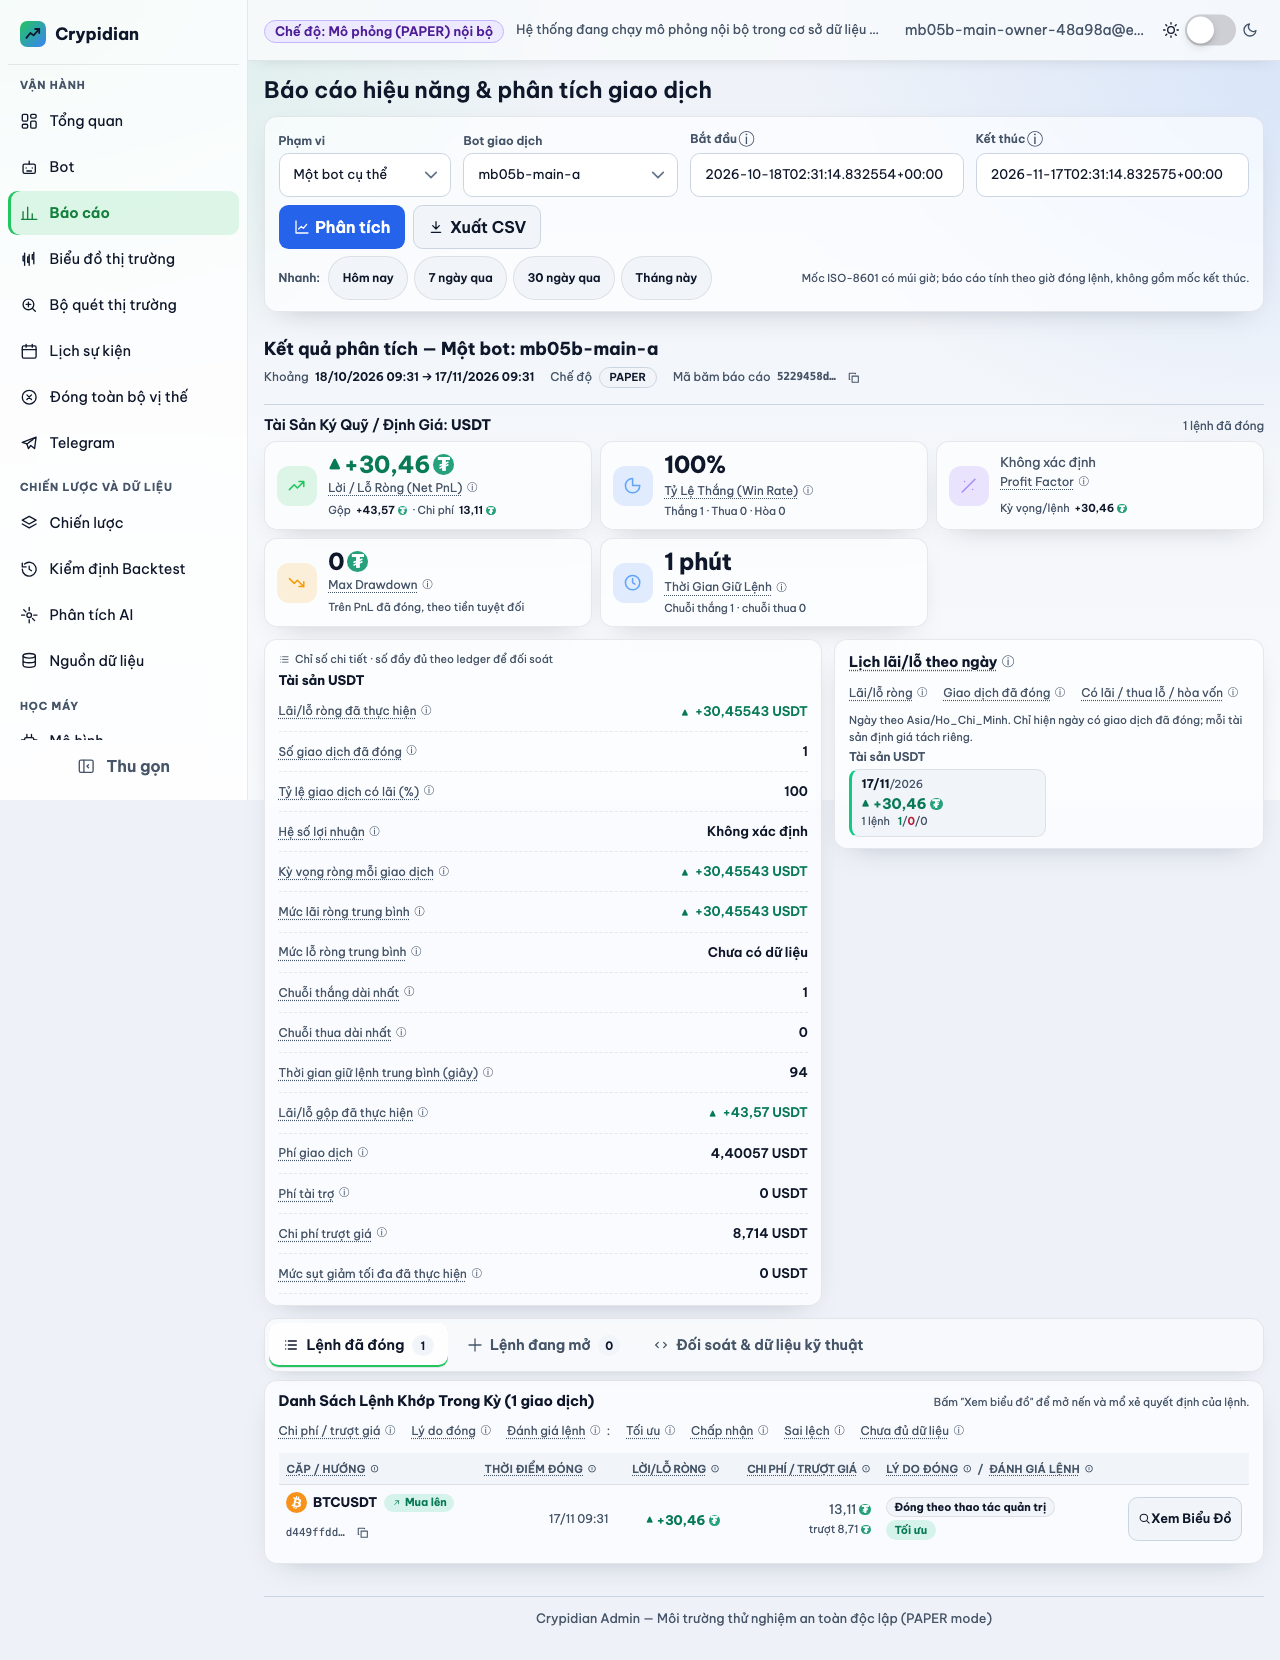 Crypidian
VẬN HÀNH
Tổng quan
Bot
Báo cáo
Biểu đồ thị trường
Bộ quét thị trường
Lịch sự kiện
Đóng toàn bộ vị thế
Telegram
CHIẾN LƯỢC VÀ DỮ LIỆU
Chiến lược
Kiểm định Backtest
Phân tích AI
Nguồn dữ liệu
HỌC MÁY
Mô hình
Thu gọn
Chế độ: Mô phỏng (PAPER) nội bộ
Hệ thống đang chạy mô phỏng nội bộ trong cơ sở dữ liệu ...
mb05b-main-owner-48a98a@e...
Báo cáo hiệu năng & phân tích giao dịch
Phạm vi
Bot giao dịch
Bắt đầu
Kết thúc
Một bot cụ thể
mb05b-main-a
2026-10-18T02:31:14.832554+00:00
2026-11-17T02:31:14.832575+00:00
Phân tích
Xuất CSV
Nhanh:
Hôm nay
7 ngày qua
30 ngày qua
Tháng này
Mốc ISO-8601 có múi giờ; báo cáo tính theo giờ đóng lệnh, không gồm mốc kết thúc.
Kết quả phân tích — Một bot: mb05b-main-a
Khoảng 18/10/2026 09:31 → 17/11/2026 09:31 Chế độ PAPER Mã băm báo cáo 5229458d…
Tài Sản Ký Quỹ / Định Giá: USDT
1 lệnh đã đóng
▲ +30,46
Lời / Lỗ Ròng (Net PnL)
Gộp +43,57 · Chi phí 13,11
100%
Tỷ Lệ Thắng (Win Rate)
Thắng 1 · Thua 0 · Hòa 0
Không xác định
Profit Factor
Kỳ vọng/lệnh +30,46
0
Max Drawdown
Trên PnL đã đóng, theo tiền tuyệt đối
1 phút
Thời Gian Giữ Lệnh
Chuỗi thắng 1 · chuỗi thua 0
Chỉ số chi tiết · số đầy đủ theo ledger để đối soát
Tài sản USDT
Lãi/lỗ ròng đã thực hiện ▲ +30,45543 USDT
Số giao dịch đã đóng 1
Tỷ lệ giao dịch có lãi (%) 100
Hệ số lợi nhuận Không xác định
Kỳ vọng ròng mỗi giao dịch ▲ +30,45543 USDT
Mức lãi ròng trung bình ▲ +30,45543 USDT
Mức lỗ ròng trung bình Chưa có dữ liệu
Chuỗi thắng dài nhất 1
Chuỗi thua dài nhất 0
Thời gian giữ lệnh trung bình (giây) 94
Lãi/lỗ gộp đã thực hiện ▲ +43,57 USDT
Phí giao dịch 4,40057 USDT
Phí tài trợ 0 USDT
Chi phí trượt giá 8,714 USDT
Mức sụt giảm tối đa đã thực hiện 0 USDT
Lịch lãi/lỗ theo ngày
Lãi/lỗ ròng Giao dịch đã đóng Có lãi / thua lỗ / hòa vốn
Ngày theo Asia/Ho_Chi_Minh. Chỉ hiện ngày có giao dịch đã đóng; mỗi tài
sản định giá tách riêng.
Tài sản USDT
17/11/2026
▲ +30,46
1 lệnh 1/0/0
Lệnh đã đóng 1
Lệnh đang mở 0
Đối soát & dữ liệu kỹ thuật
Danh Sách Lệnh Khớp Trong Kỳ (1 giao dịch)
Bấm "Xem biểu đồ" để mở nến và mổ xẻ quyết định của lệnh.
Chi phí / trượt giá Lý do đóng Đánh giá lệnh : Tối ưu Chấp nhận Sai lệch Chưa đủ dữ liệu
CẶP / HƯỚNG THỜI ĐIỂM ĐÓNG LỜI/LỖ RÒNG CHI PHÍ / TRƯỢT GIÁ LÝ DO ĐÓNG / ĐÁNH GIÁ LỆNH
BTCUSDT Mua lên
d449ffdd…
17/11 09:31
▲ +30,46
13,11
trượt 8,71
Đóng theo thao tác quản trị
Tối ưu
Xem Biểu Đồ
Crypidian Admin — Môi trường thử nghiệm an toàn độc lập (PAPER mode)